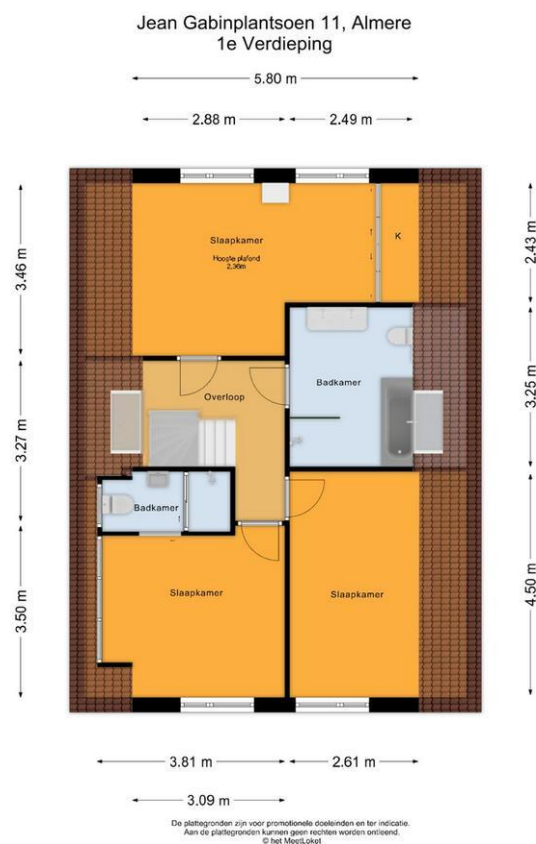 Jean Gabinplantsoen 11, Almere
1e Verdieping
5.80 m
2.88 m
2.49 m
3.46 m
2.43 m
Slaapkamer
K
Hoogte plafond
2,36m
3.27 m
3.25 m
Badkamer
Overloop
Badkamer
3.50 m
4.50 m
Slaapkamer
Slaapkamer
3.81 m
2.61 m
3.09 m
De plattegronden zijn voor promotionele doeleinden en ter indicatie.
Aan de plattegronden kunnen geen rechten worden ontleend.
© het MeetLoket